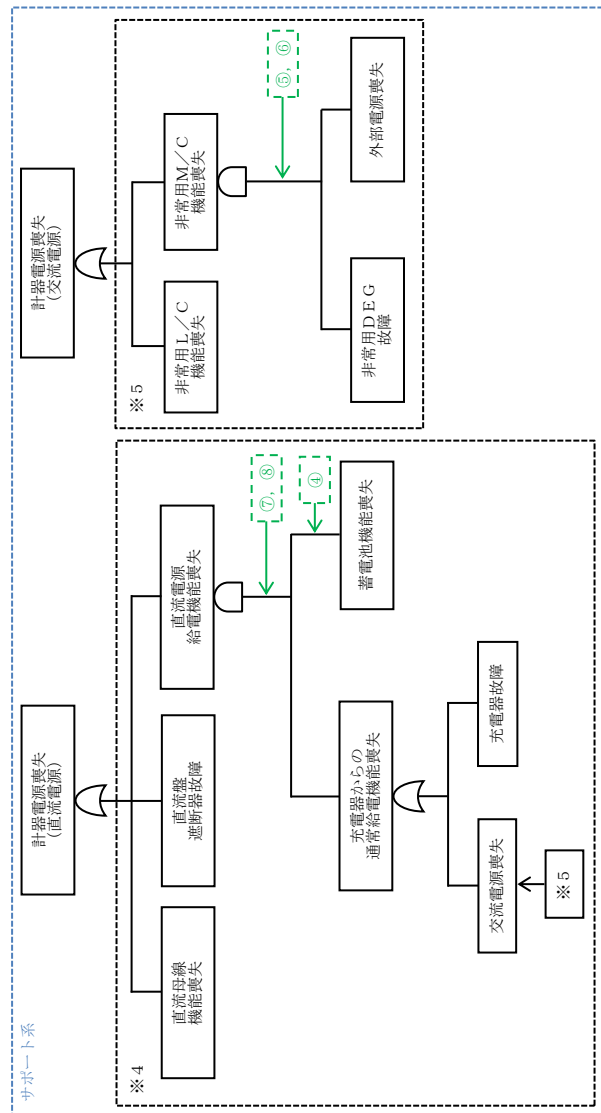 サポート系
計器電源喪失
(直流電源)
※4
直流母線
機能喪失
直流盤
遮断器故障
直流電源
給電機能喪失
⑦, ⑧
④
充電器からの
通常給電機能喪失
蓄電池機能喪失
交流電源喪失
充電器故障
※5
計器電源喪失
(交流電源)
※5
非常用L/C
機能喪失
非常用M/C
機能喪失
⑤, ⑥
非常用DEG
故障
外部電源喪失